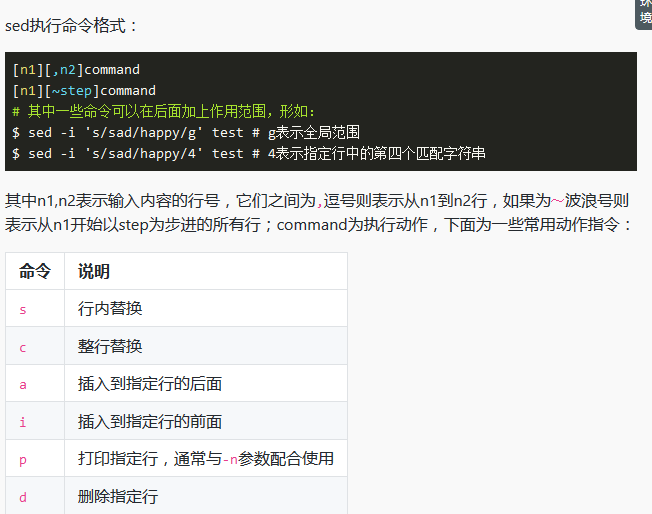 环
境
sed执行命令格式：
[n1][,n2]command
[n1][~step]command
# 其中一些命令可以在后面加上作用范围，形如：
$ sed -i 's/sad/happy/g' test # g表示全局范围
$ sed -i 's/sad/happy/4' test # 4表示指定行中的第四个匹配字符串
其中n1,n2表示输入内容的行号，它们之间为,逗号则表示从n1到n2行，如果为～波浪号则
表示从n1开始以step为步进的所有行；command为执行动作，下面为一些常用动作指令：
命令 说明
s 行内替换
c 整行替换
a 插入到指定行的后面
i 插入到指定行的前面
p 打印指定行，通常与-n参数配合使用
d 删除指定行